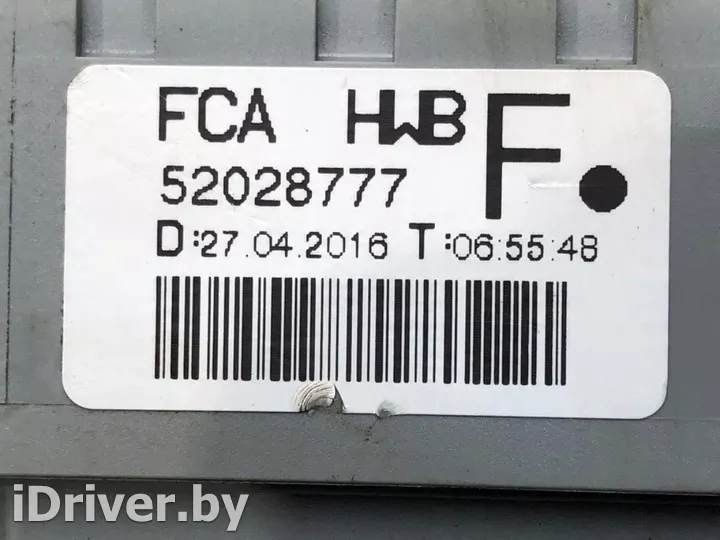 FCA HWB F
52028777
D:27.04.2016 T:06:55:48
iDriver.by